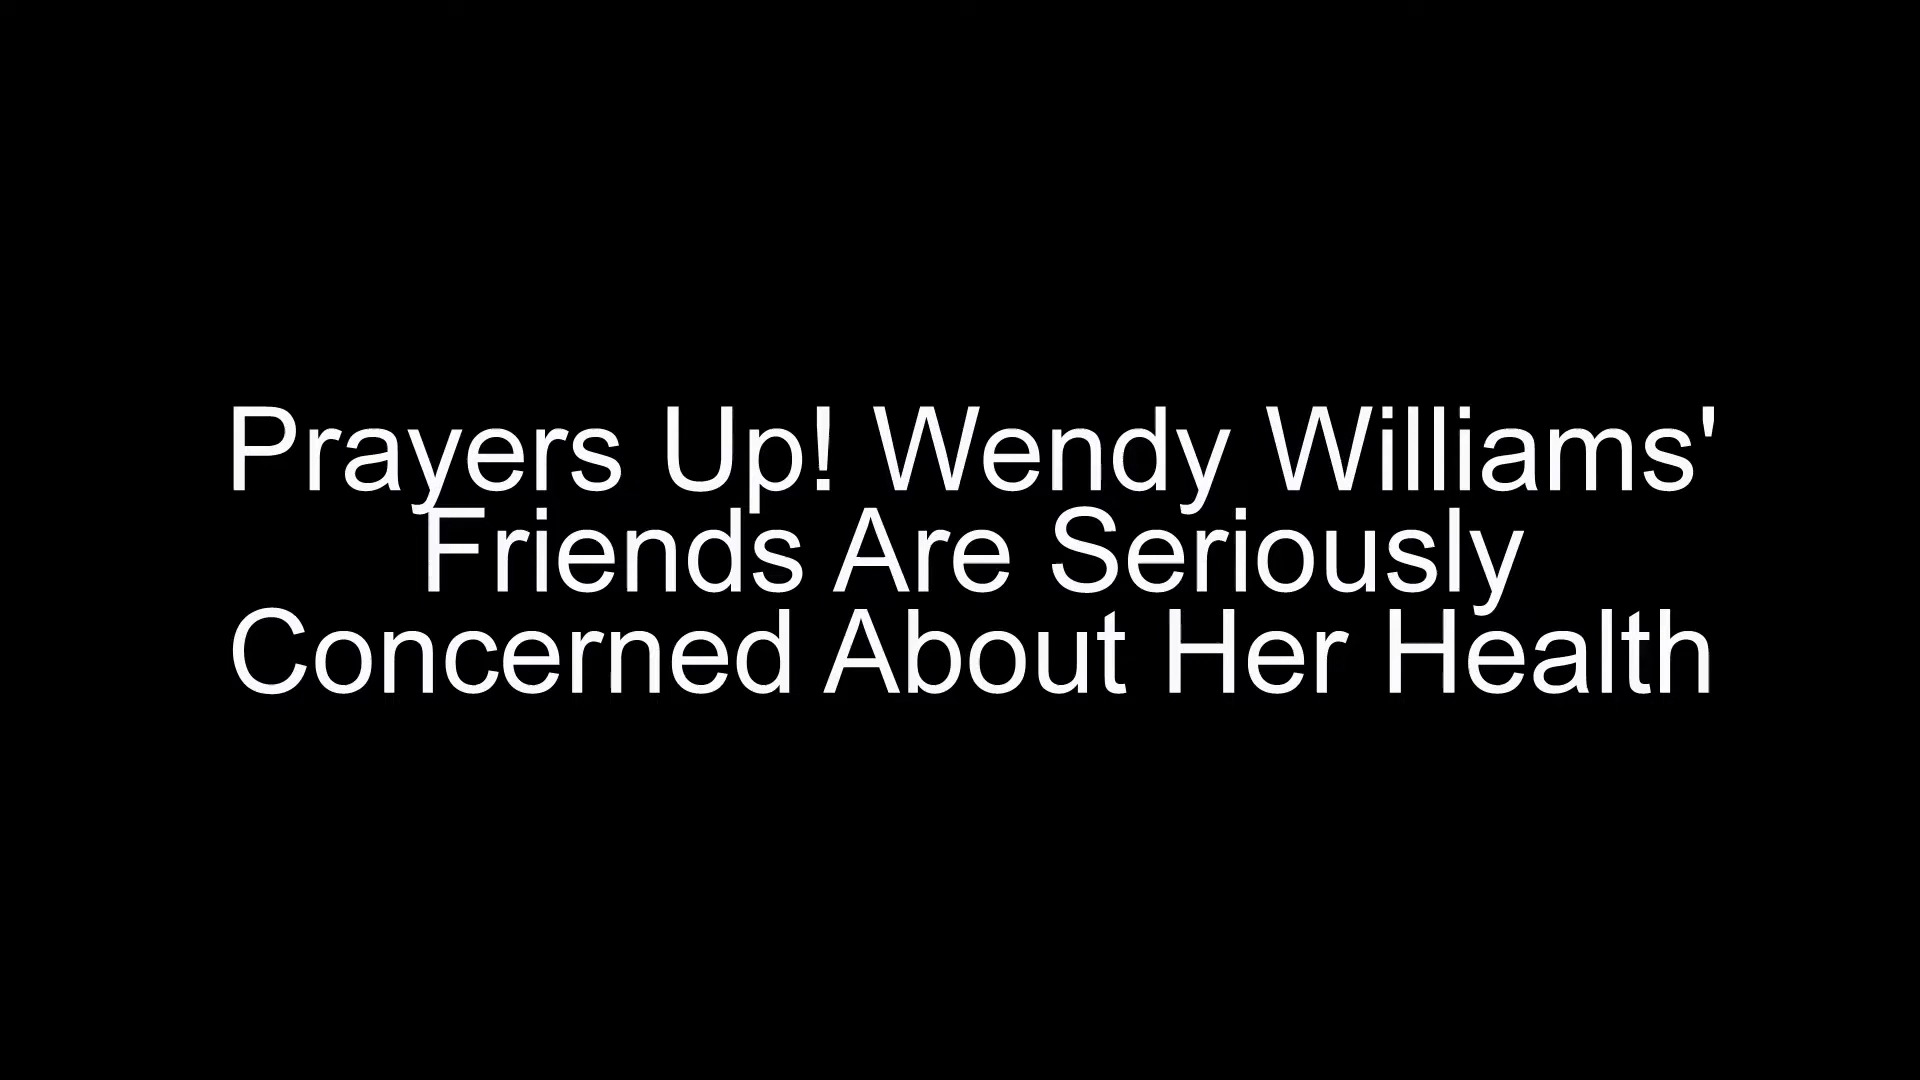 Prayers Up! Wendy Williams'
Friends Are Seriously
Concerned About Her Health